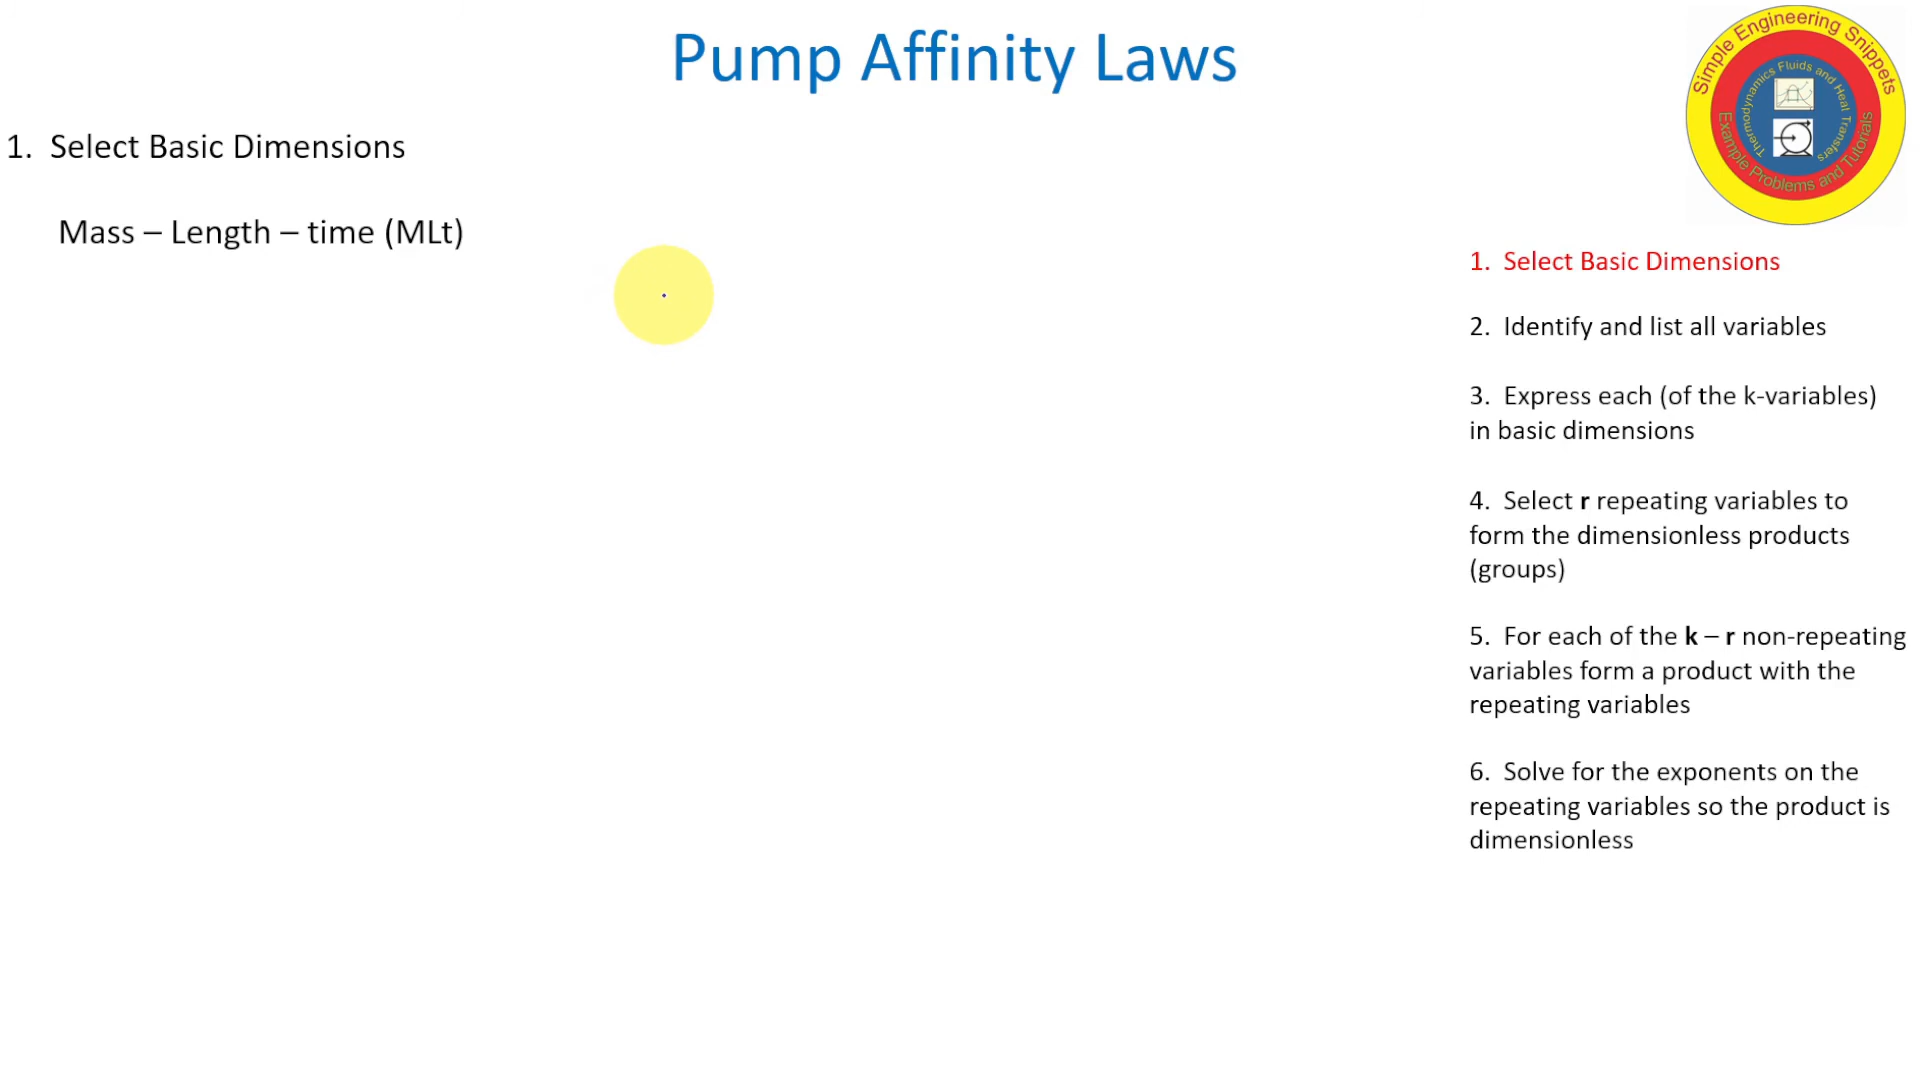 Pump Affinity Laws
Simple Engineering Snippets
Thermodynamics Fluids and Heat Transfers
Example Problems and Tutorials
1. Select Basic Dimensions
Mass – Length – time (MLt)
1. Select Basic Dimensions
2. Identify and list all variables
3. Express each (of the k-variables)
in basic dimensions
4. Select r repeating variables to
form the dimensionless products
(groups)
5. For each of the k – r non-repeating
variables form a product with the
repeating variables
6. Solve for the exponents on the
repeating variables so the product is
dimensionless